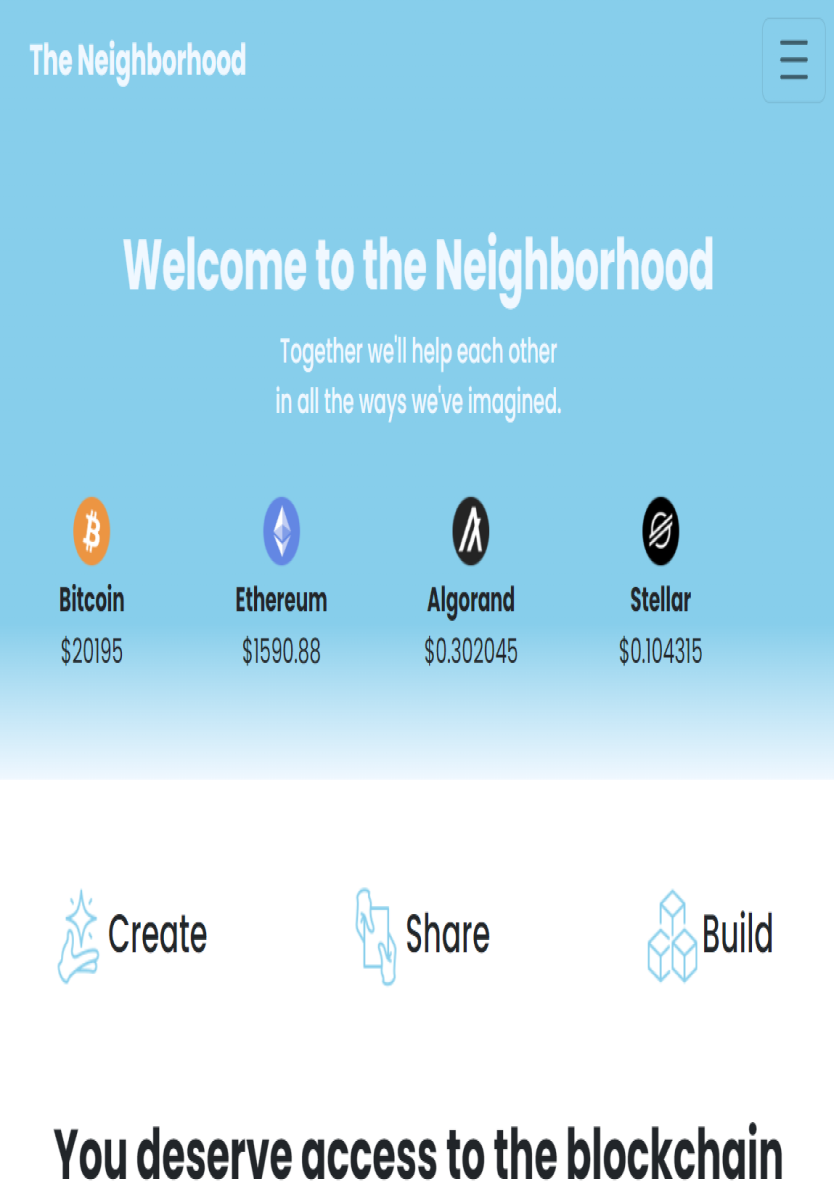 The Neighborhood
Welcome to the Neighborhood
Together we'll help each other
in all the ways we've imagined.
Bitcoin Ethereum Algorand Stellar
$20195 $1590.88 $0.302045 $0.104315
Create Share Build
You deserve access to the blockchain